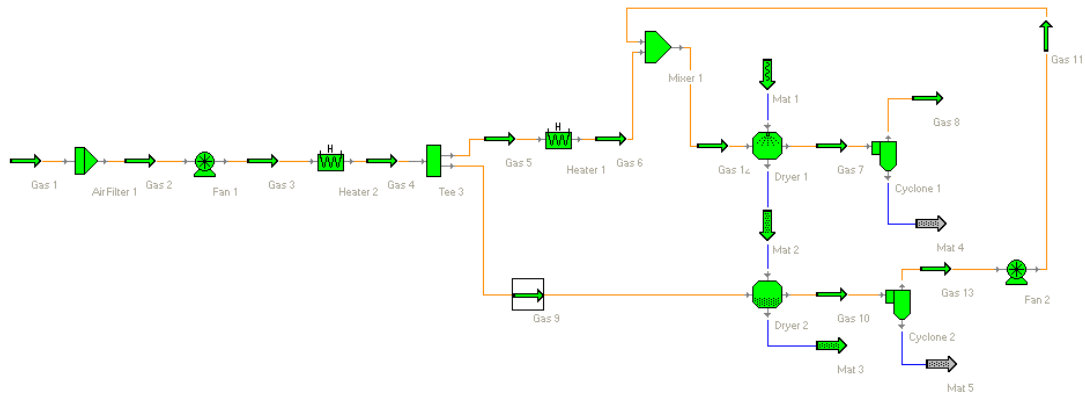 Gas 11
Mixer 1
Mat 1
Gas 8
H
Gas 5
Heater 1
Gas 6
H
Gas 1
AirFilter 1
Gas 2
Fan 1
Gas 3
Heater 2
Gas 4
Tee 3
Gas 12
Dryer 1
Gas 7
Cyclone 1
Mat 4
Mat 2
Gas 13
Fan 2
Gas 9
Dryer 2
Gas 10
Cyclone 2
Mat 3
Mat 5